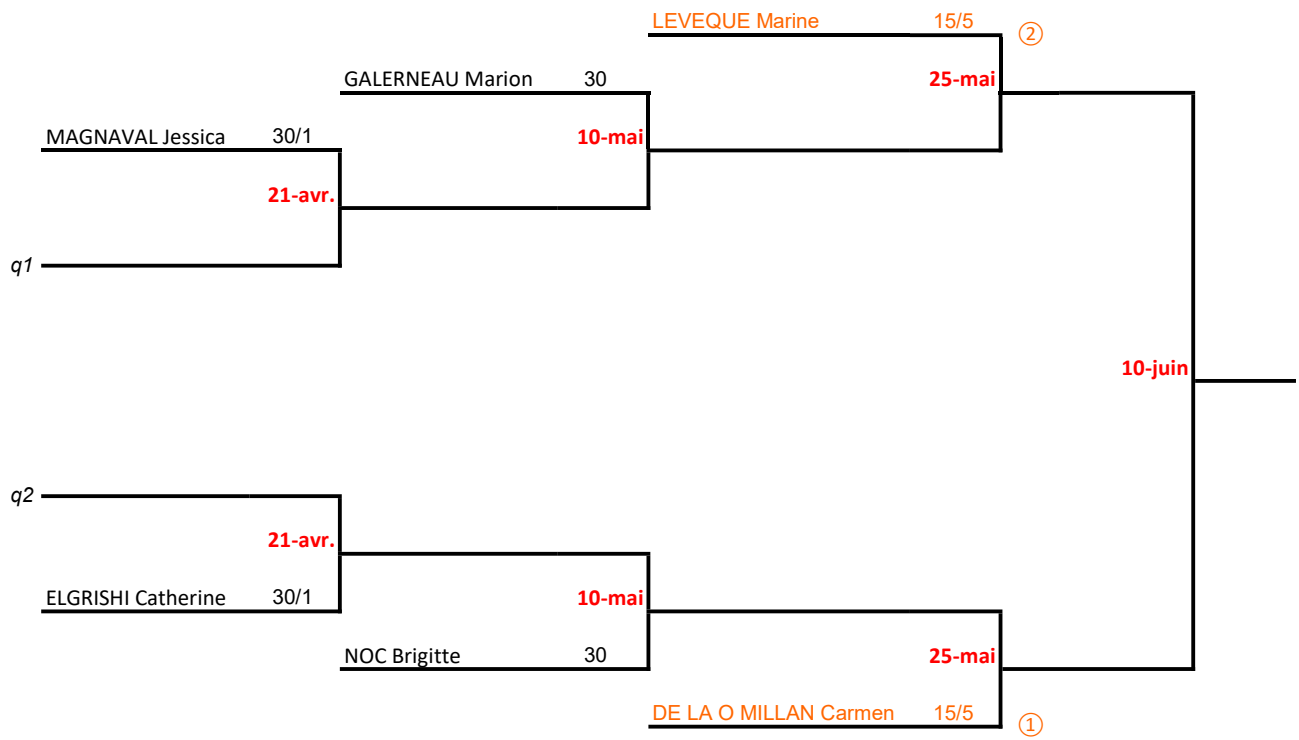 LEVEQUE Marine 15/5 ②
GALERNEAU Marion 30 25-mai
MAGNAVAL Jessica 30/1 10-mai
21-avr.
q1
10-juin
q2
21-avr.
ELGRISHI Catherine 30/1 10-mai
NOC Brigitte 30 25-mai
DE LA O MILLAN Carmen 15/5 ①